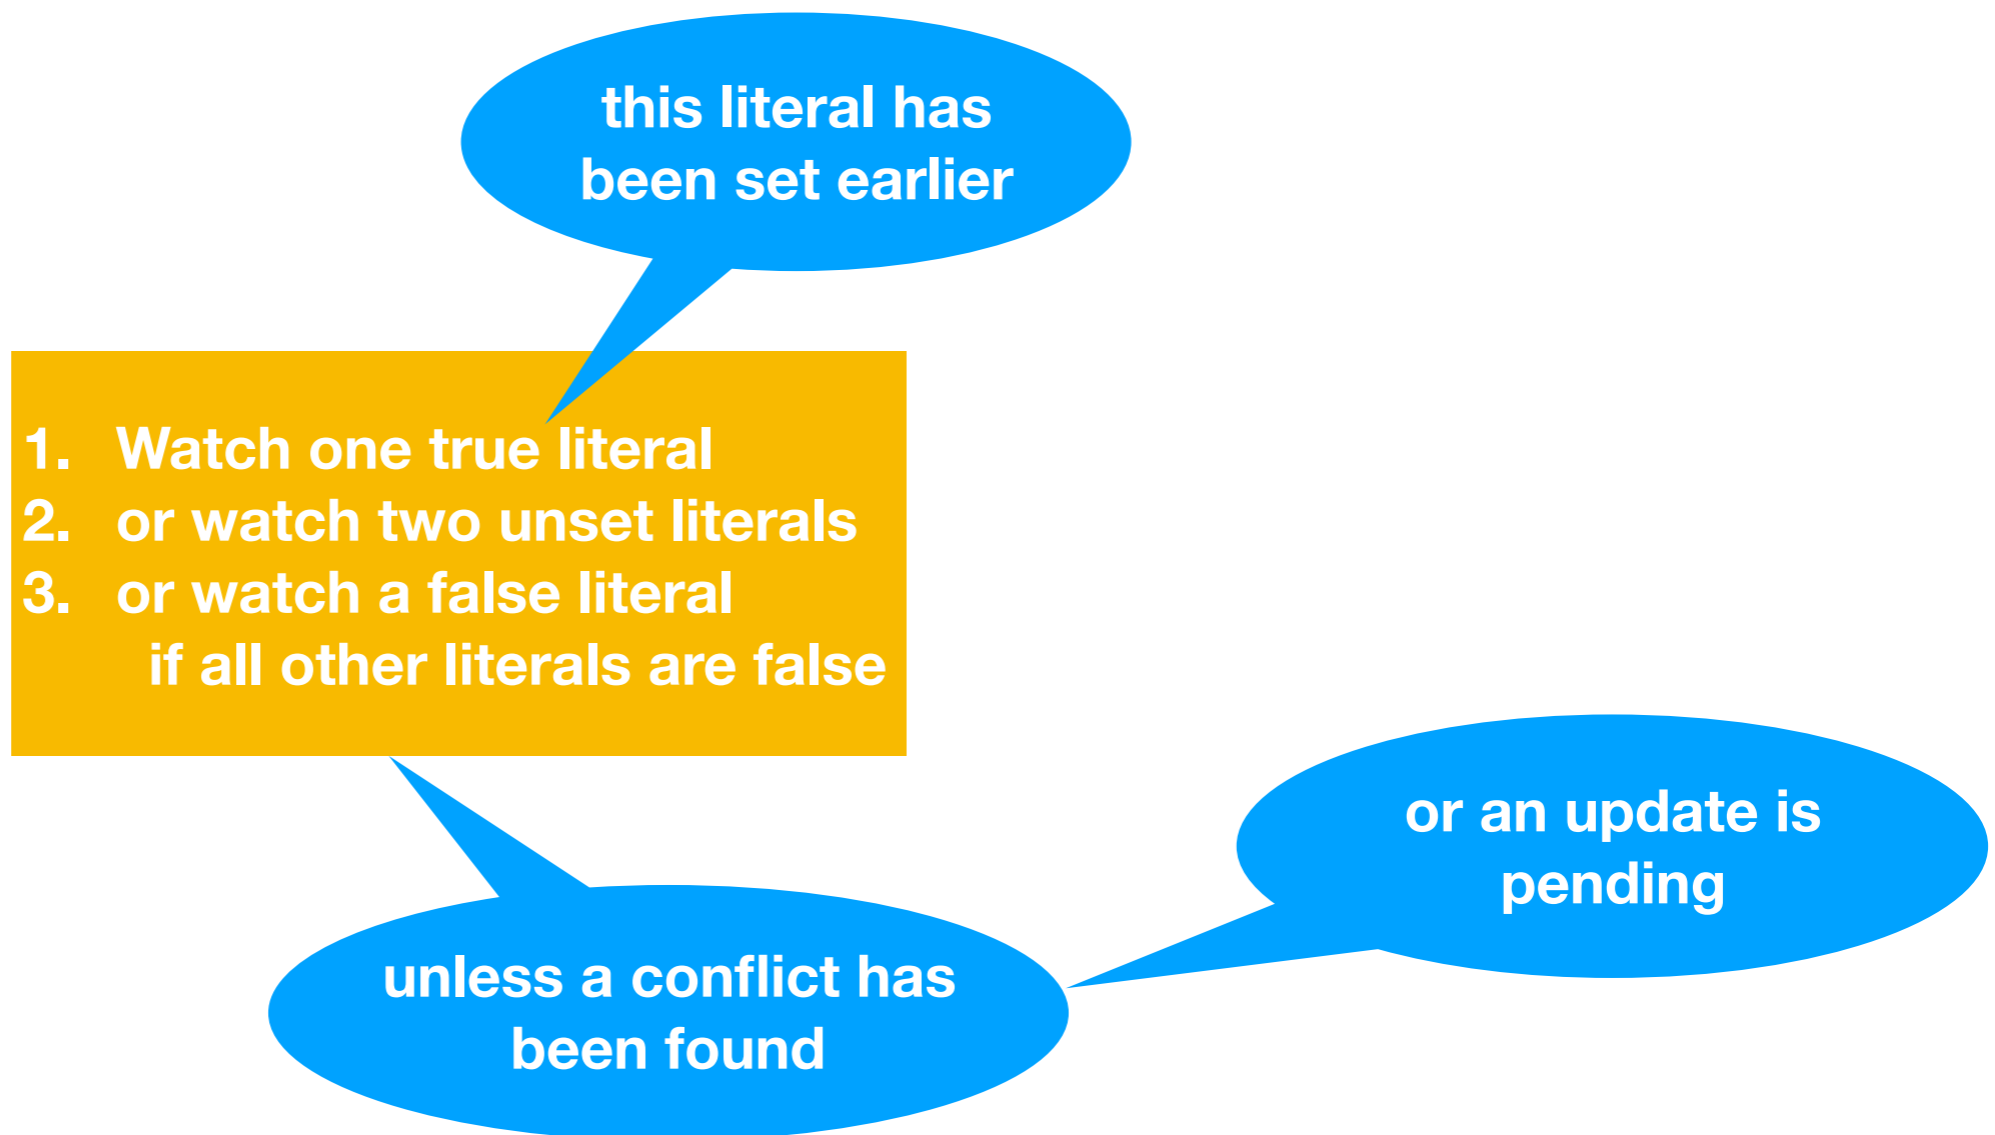 this literal has
been set earlier
1. Watch one true literal
2. or watch two unset literals
3. or watch a false literal
if all other literals are false
or an update is
pending
unless a conflict has
been found